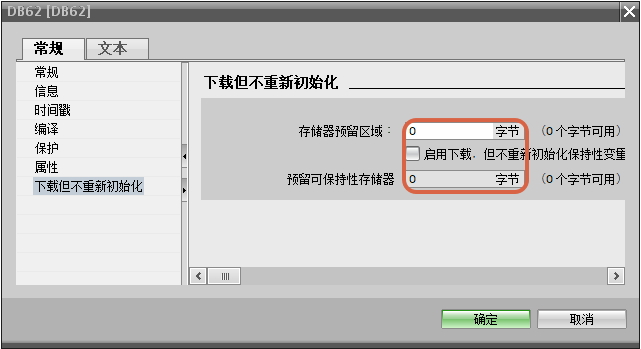 DB62 [DB62]
常规
文本
常规
信息
时间戳
编译
保护
属性
下载但不重新初始化
下载但不重新初始化
存储器预留区域： 0 字节 （0 个字节可用）
启用下载，但不重新初始化保持性变量
预留可保持性存储器 0 字节 （0 个字节可用）
确定
取消